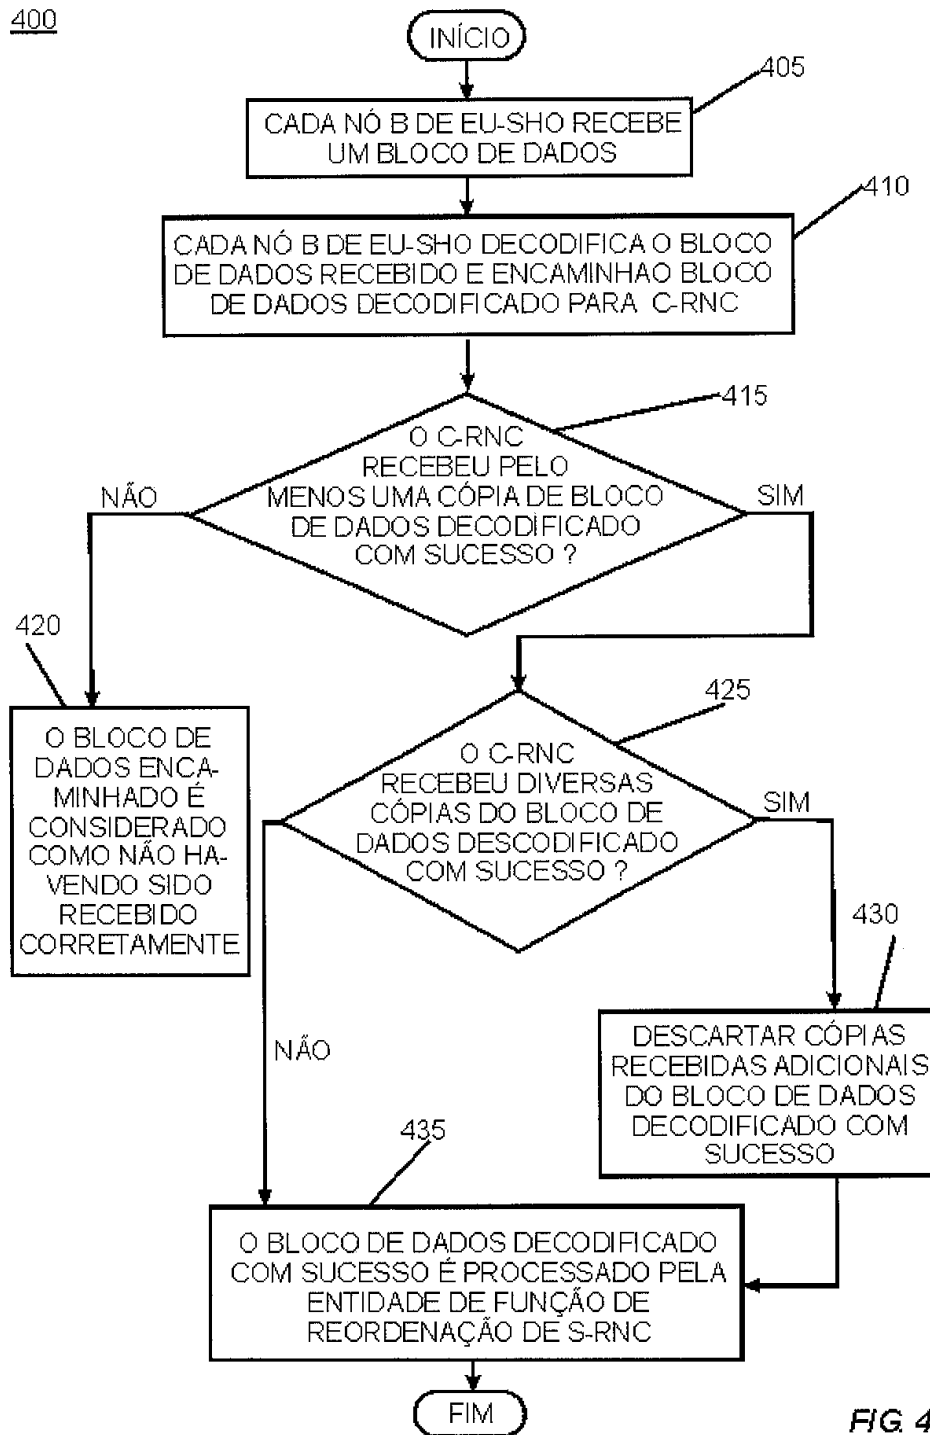 400
INÍCIO
405
CADA NÓ B DE EU-SHO RECEBE
UM BLOCO DE DADOS
410
CADA NÓ B DE EU-SHO DECODIFICA O BLOCO
DE DADOS RECEBIDO E ENCAMINHAO BLOCO
DE DADOS DECODIFICADO PARA C-RNC
415
O C-RNC
RECEBEU PELO
MENOS UMA CÓPIA DE BLOCO
DE DADOS DECODIFICADO
COM SUCESSO ?
NÃO
SIM
420
O BLOCO DE
DADOS ENCA-
MINHADO É
CONSIDERADO
COMO NÃO HA-
VENDO SIDO
RECEBIDO
CORRETAMENTE
425
O C-RNC
RECEBEU DIVERSAS
CÓPIAS DO BLOCO DE
DADOS DESCODIFICADO
COM SUCESSO ?
SIM
NÃO
430
DESCARTAR CÓPIAS
RECEBIDAS ADICIONAIS
DO BLOCO DE DADOS
DECODIFICADO COM
SUCESSO
435
O BLOCO DE DADOS DECODIFICADO
COM SUCESSO É PROCESSADO PELA
ENTIDADE DE FUNÇÃO DE
REORDENAÇÃO DE S-RNC
FIM
FIG. 4